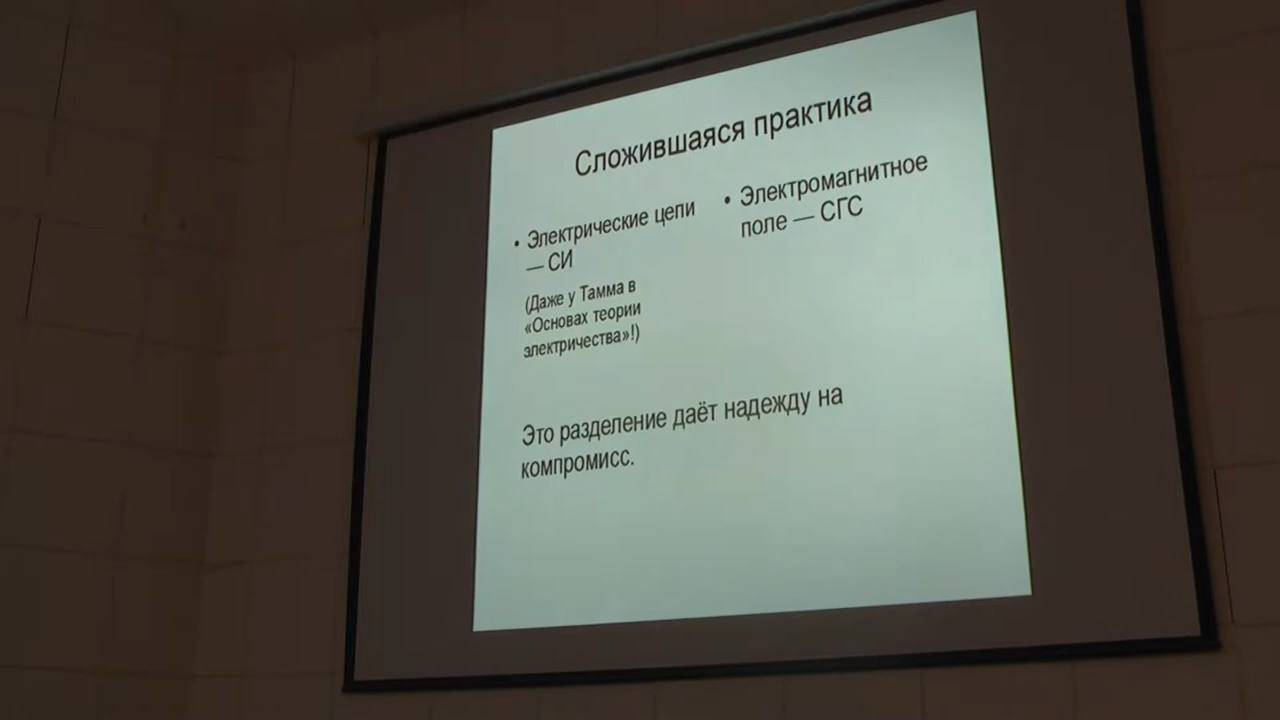 Сложившаяся практика
• Электрические цепи
— СИ
(Даже у Тамма в
«Основах теории
электричества»!)
• Электромагнитное
поле — СГС
Это разделение даёт надежду на
компромисс.